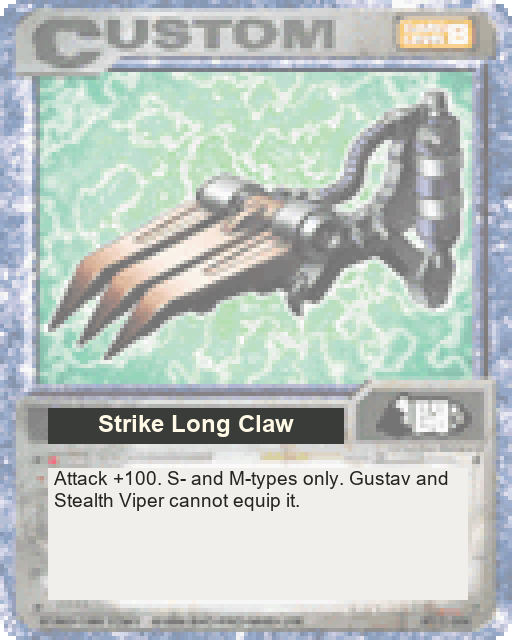 CUSTOM
B
Strike Long Claw
Attack +100. S- and M-types only. Gustav and
Stealth Viper cannot equip it.